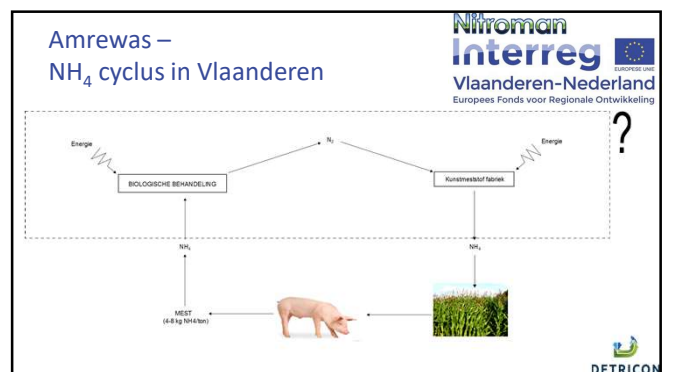 Amrewas –
NH₄ cyclus in Vlaanderen
Nitroman
Interreg
EUROPESE UNIE
Vlaanderen-Nederland
Europees Fonds voor Regionale Ontwikkeling
?
Energie
N₂
Energie
BIOLOGISCHE BEHANDELING
Kunstmeststof fabriek
NH₄
NH₄
MEST
(4-8 kg NH4/ton)
DETRICON